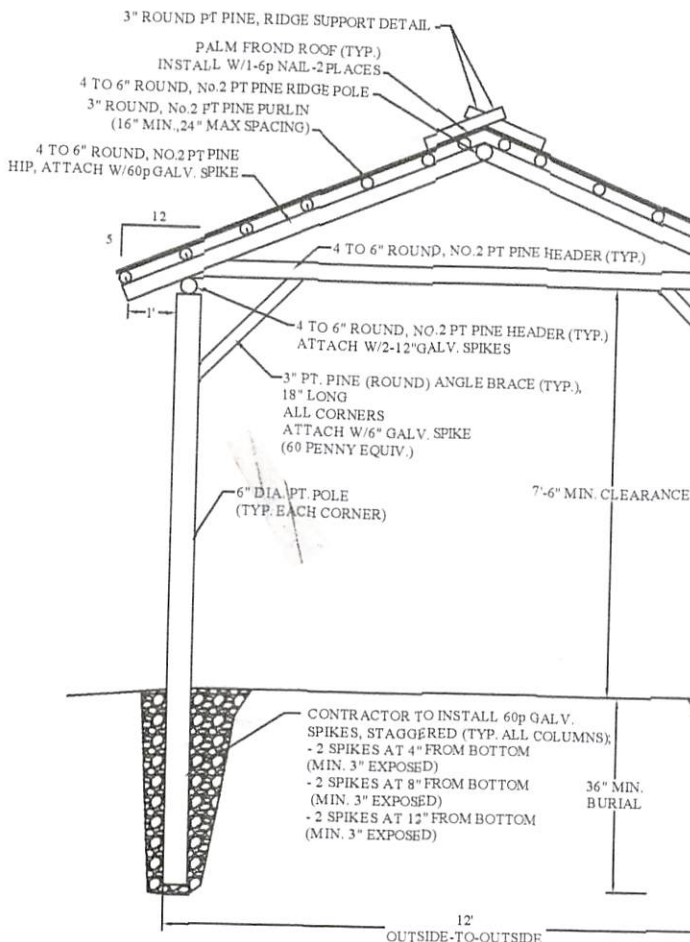 3" ROUND PT PINE, RIDGE SUPPORT DETAIL
PALM FROND ROOF (TYP.)
INSTALL W/1-6p NAIL-2 PLACES
4 TO 6" ROUND, No.2 PT PINE RIDGE POLE
3" ROUND, No.2 PT PINE PURLIN
(16" MIN.,24" MAX SPACING)
4 TO 6" ROUND, NO.2 PT PINE
HIP, ATTACH W/60p GALV. SPIKE
12
5
4 TO 6" ROUND, NO.2 PT PINE HEADER (TYP.)
1'
4 TO 6" ROUND, NO.2 PT PINE HEADER (TYP.)
ATTACH W/2-12"GALV. SPIKES
3" PT. PINE (ROUND) ANGLE BRACE (TYP.),
18" LONG
ALL CORNERS
ATTACH W/6" GALV. SPIKE
(60 PENNY EQUIV.)
6" DIA. PT. POLE
(TYP. EACH CORNER)
7'-6" MIN. CLEARANCE
CONTRACTOR TO INSTALL 60p GALV.
SPIKES, STAGGERED (TYP. ALL COLUMNS);
- 2 SPIKES AT 4" FROM BOTTOM
(MIN. 3" EXPOSED)
- 2 SPIKES AT 8" FROM BOTTOM
(MIN. 3" EXPOSED)
- 2 SPIKES AT 12" FROM BOTTOM
(MIN. 3" EXPOSED)
36" MIN.
BURIAL
12'
OUTSIDE-TO-OUTSIDE